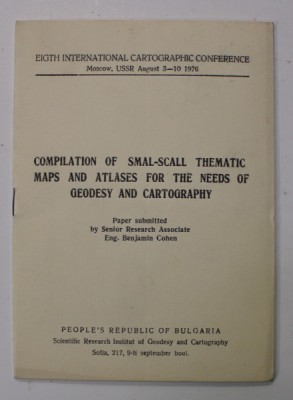 EIGTH INTERNATIONAL CARTOGRAPHIC CONFERENCE
Moscow, USSR August 3—10 1976
COMPILATION OF SMAL-SCALL THEMATIC
MAPS AND ATLASES FOR THE NEEDS OF
GEODESY AND CARTOGRAPHY
Paper submitted
by Senior Research Associate
Eng. Benjamin Cohen
PEOPLE'S REPUBLIC OF BULGARIA
Scientific Research Institut of Geodesy and Cartography
Sofia, 217, 9-ti september boul.